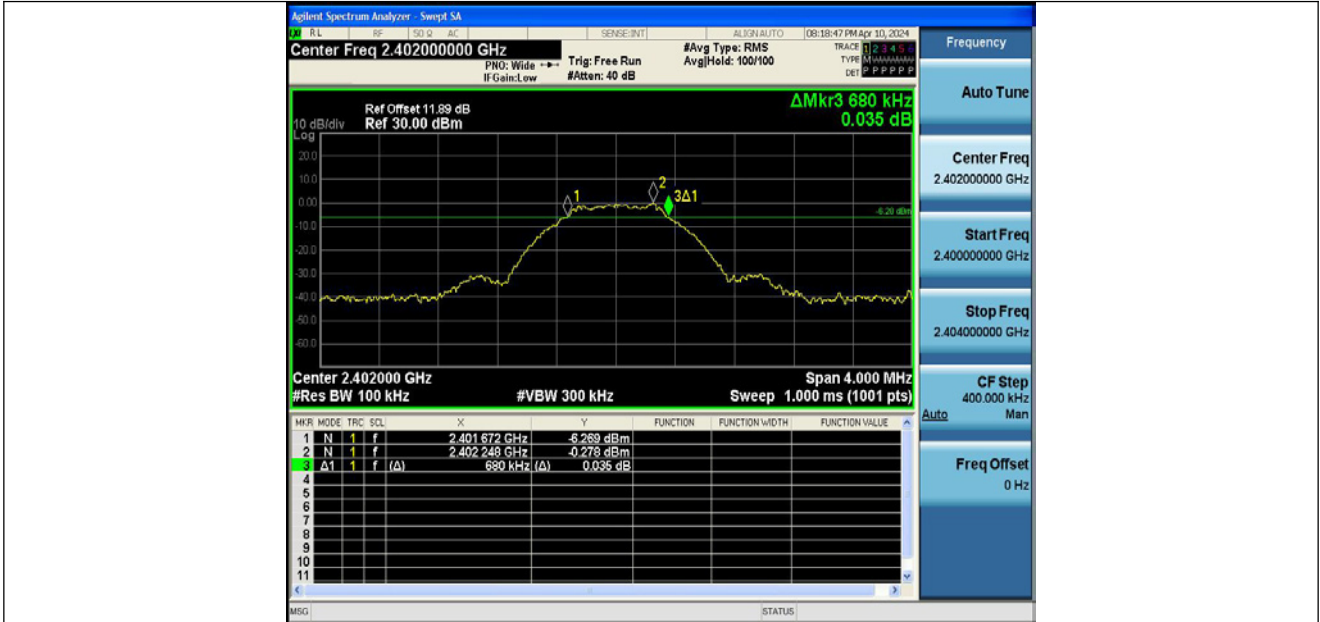 Agilent Spectrum Analyzer - Swept SA
RL RF 50 Ω AC SENSE:INT ALIGNAUTO 08:18:47 PM Apr 10, 2024
Center Freq 2.402000000 GHz
PNO: Wide
IFGain:Low
Trig: Free Run
#Atten: 40 dB
#Avg Type: RMS
Avg|Hold: 100/100
TRACE 1 2 3 4 5 6
TYPE M
DET P P P P P P
Ref Offset 11.89 dB
10 dB/div Ref 30.00 dBm
Log
ΔMkr3 680 kHz
0.035 dB
20.0
10.0
0.00
-10.0
-20.0
-30.0
-40.0
-50.0
-60.0
1
2
3Δ1
-6.28 dBm
Center 2.402000 GHz Span 4.000 MHz
#Res BW 100 kHz #VBW 300 kHz Sweep 1.000 ms (1001 pts)
MKR MODE TRC SCL X Y FUNCTION FUNCTION WIDTH FUNCTION VALUE
1 N 1 f 2.401 672 GHz -6.269 dBm
2 N 1 f 2.402 248 GHz -0.278 dBm
3 Δ1 1 f (Δ) 680 kHz (Δ) 0.035 dB
4
5
6
7
8
9
10
11
MSG STATUS
Frequency
Auto Tune
Center Freq
2.402000000 GHz
Start Freq
2.400000000 GHz
Stop Freq
2.404000000 GHz
CF Step
400.000 kHz
Auto Man
Freq Offset
0 Hz